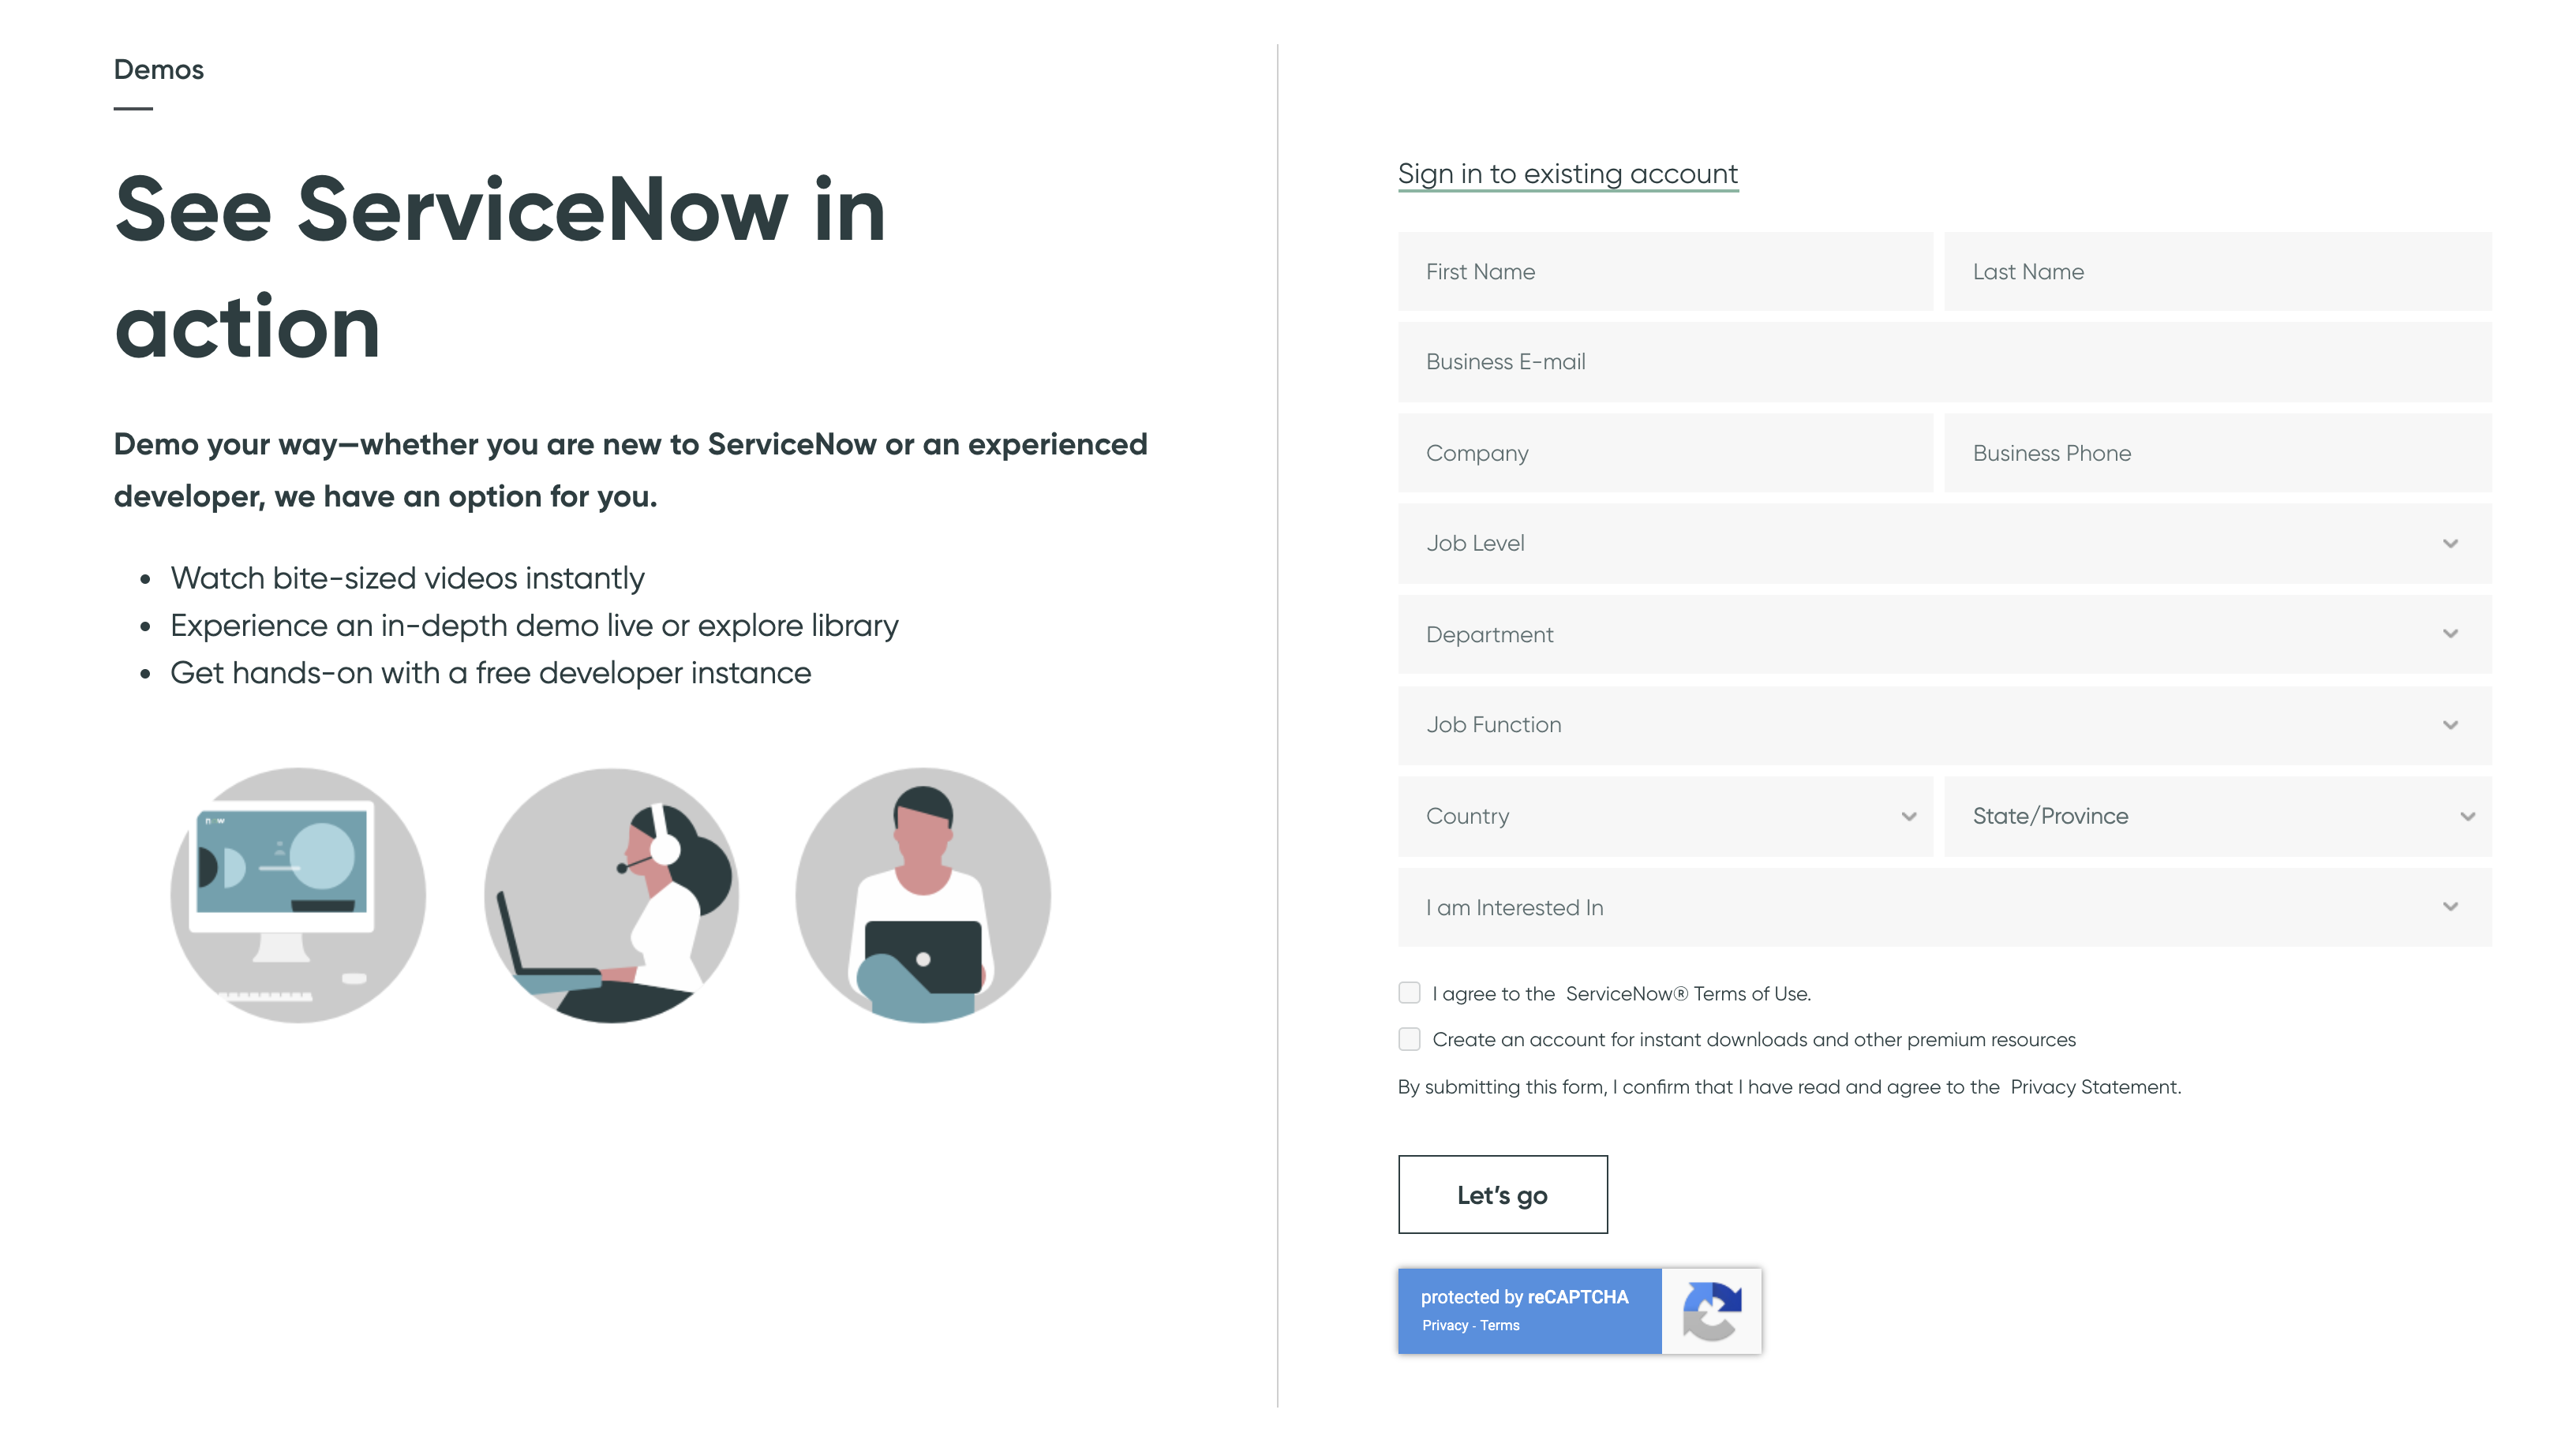 Demos
See ServiceNow in
action
Demo your way—whether you are new to ServiceNow or an experienced
developer, we have an option for you.
• Watch bite-sized videos instantly
• Experience an in-depth demo live or explore library
• Get hands-on with a free developer instance
now
Sign in to existing account
First Name
Last Name
Business E-mail
Company
Business Phone
Job Level
Department
Job Function
Country
State/Province
I am Interested In
I agree to the ServiceNow® Terms of Use.
Create an account for instant downloads and other premium resources
By submitting this form, I confirm that I have read and agree to the Privacy Statement.
Let’s go
protected by reCAPTCHA
Privacy - Terms